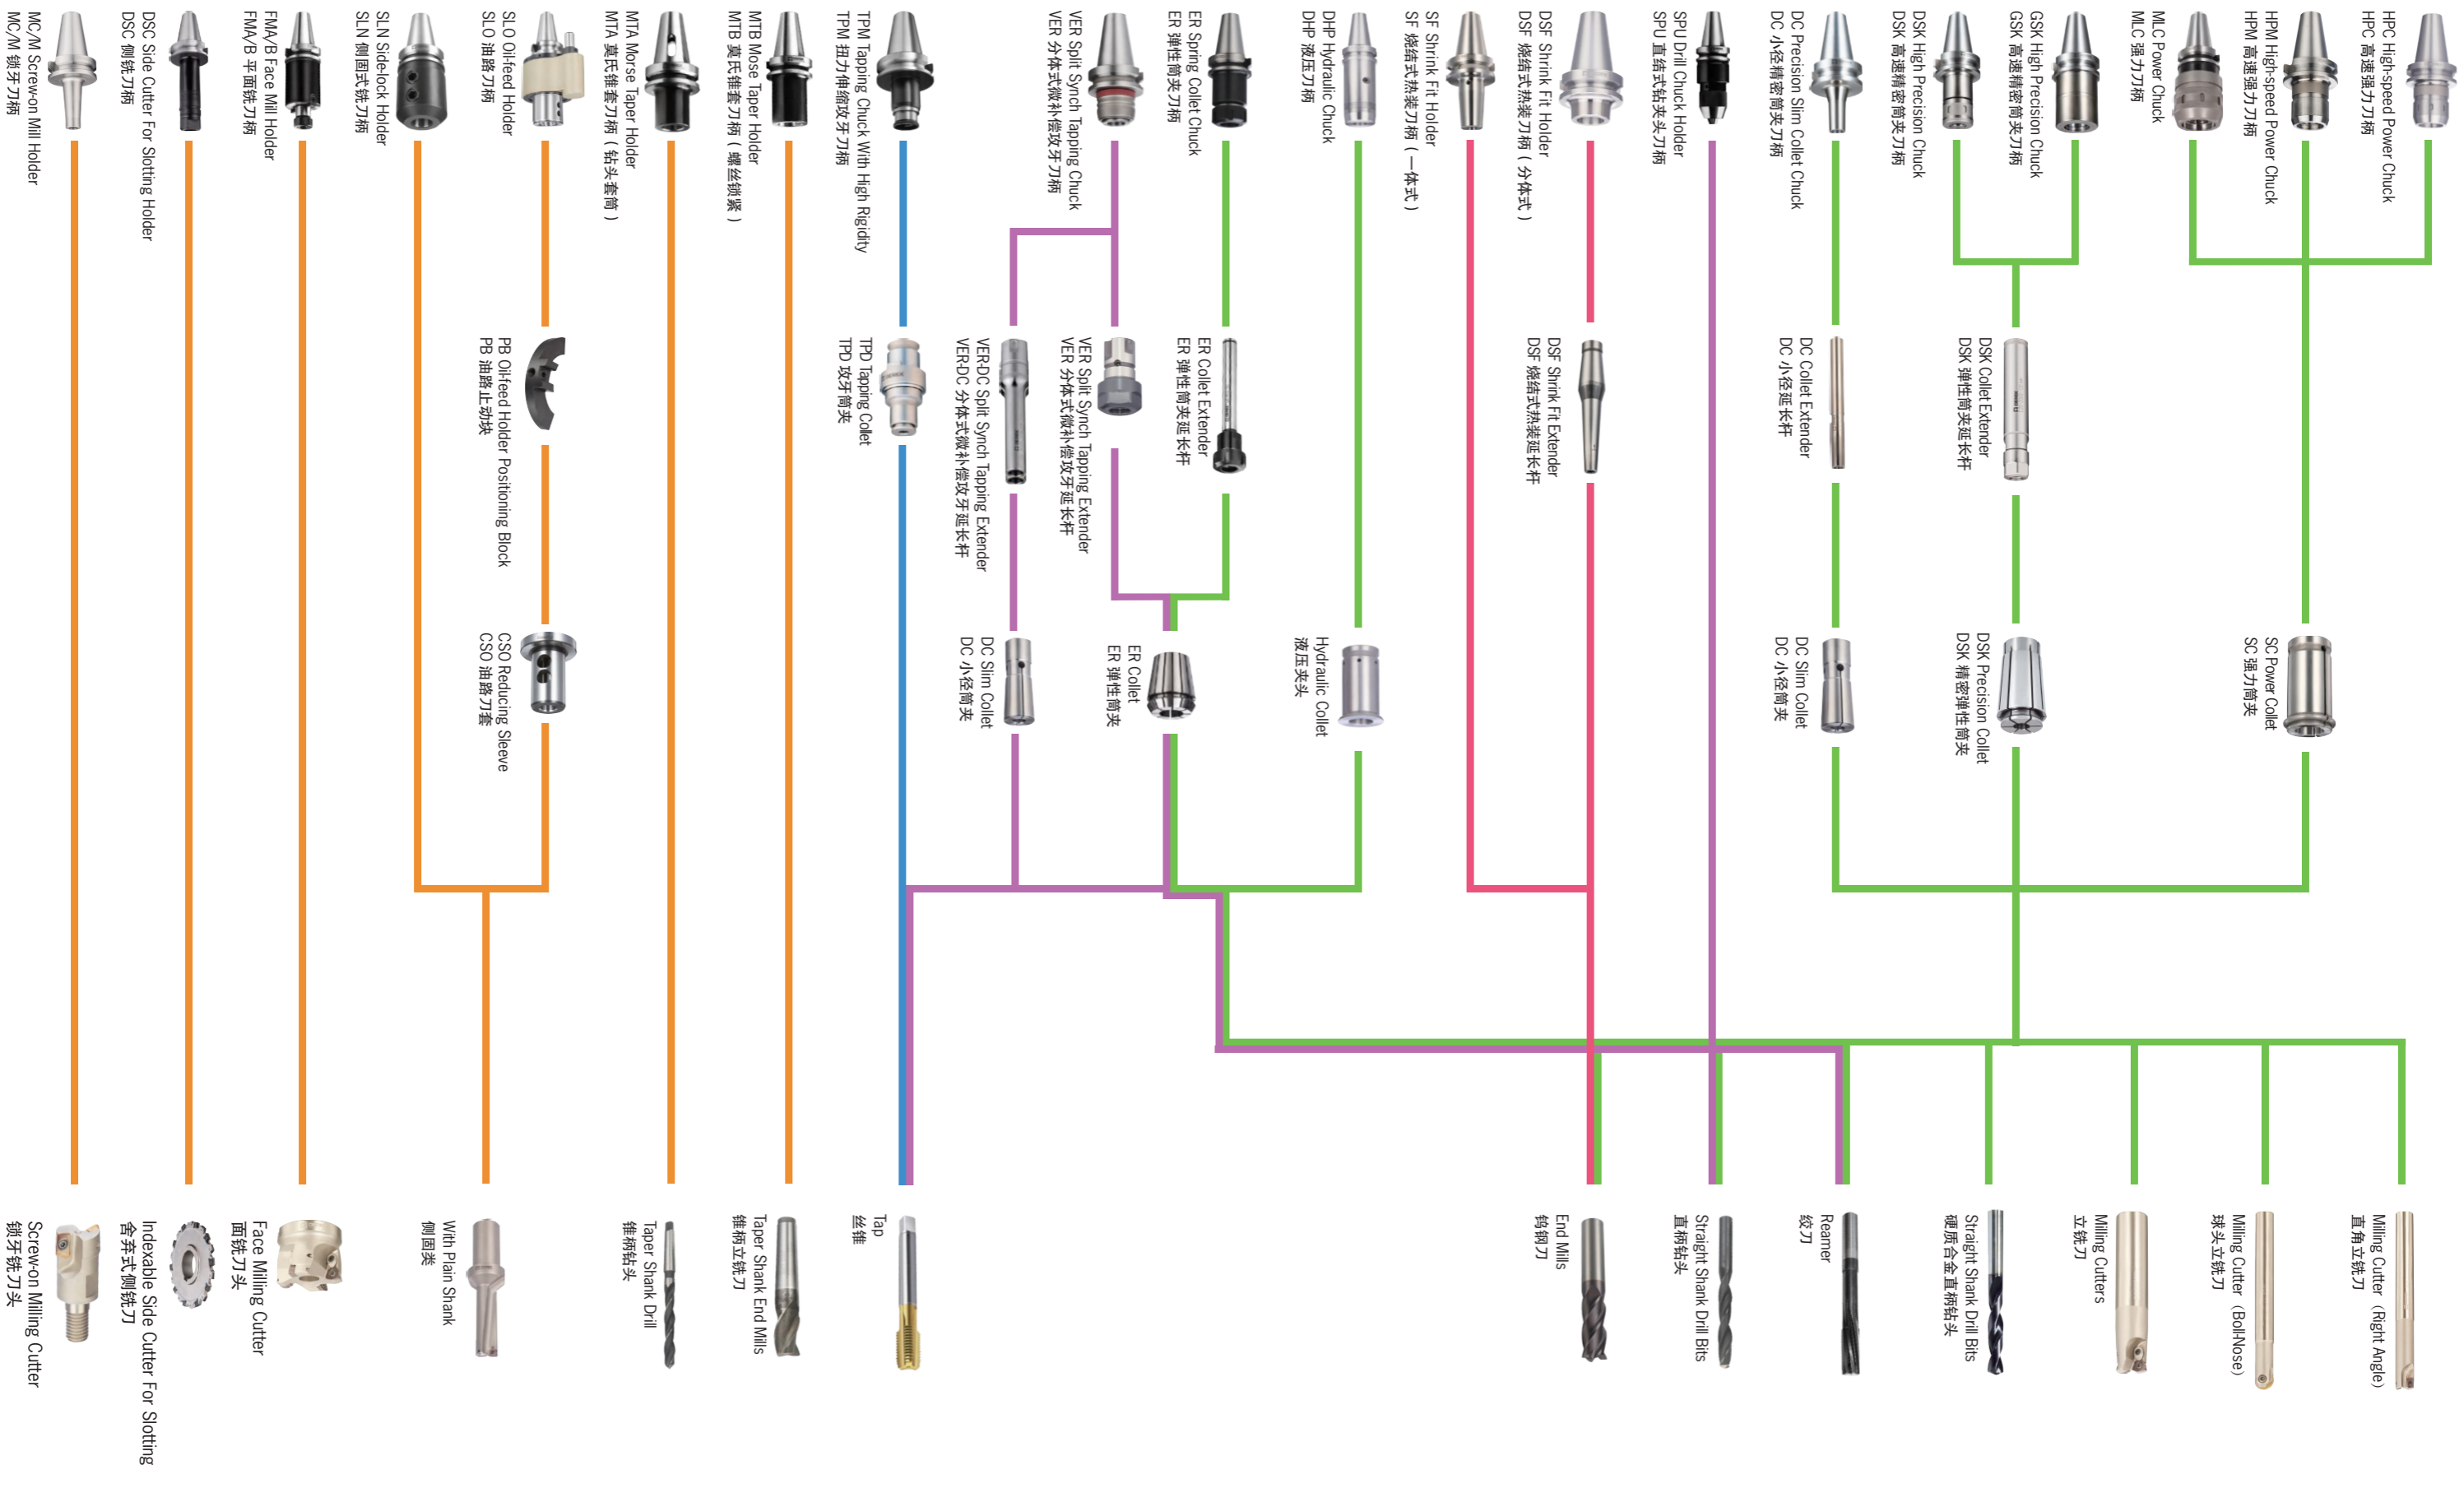 HPC High-speed Power Chuck
HPC 高速强力刀柄
HPM High-speed Power Chuck
HPM 高速强力刀柄
MLC Power Chuck
MLC 强力刀柄
GSK High Precision Chuck
GSK 高速精密筒夹刀柄
DSK High Precision Chuck
DSK 高速精密筒夹刀柄
DC Precision Slim Collet Chuck
DC 小径精密筒夹刀柄
SPU Drill Chuck Holder
SPU 直结式钻夹头刀柄
DSF Shrink Fit Holder
DSF 烧结式热装刀柄 ( 分体式 )
SF Shrink Fit Holder
SF 烧结式热装刀柄 ( 一体式 )
DHP Hydraulic Chuck
DHP 液压刀柄
ER Spring Collet Chuck
ER 弹性筒夹刀柄
VER Split Synch Tapping Chuck
VER 分体式微补偿攻牙刀柄
TPM Tapping Chuck With High Rigidity
TPM 扭力伸缩攻牙刀柄
MTB Mose Taper Holder
MTB 莫氏锥套刀柄 ( 螺丝锁紧 )
MTA Morse Taper Holder
MTA 莫氏锥套刀柄 ( 钻头套筒 )
SLO Oil-feed Holder
SLO 油路刀柄
SLN Side-lock Holder
SLN 侧固式铣刀柄
FMA/B Face Mill Holder
FMA/B 平面铣刀柄
DSC Side Cutter For Slotting Holder
DSC 侧铣刀柄
MC/M Screw-on Mill Holder
MC/M 锁牙刀柄
DSK Collet Extender
DSK 弹性筒夹延长杆
DC Collet Extender
DC 小径延长杆
DSF Shrink Fit Extender
DSF 烧结式热装延长杆
ER Collet Extender
ER 弹性筒夹延长杆
VER Split Synch Tapping Extender
VER 分体式微补偿攻牙延长杆
VER-DC Split Synch Tapping Extender
VER-DC 分体式微补偿攻牙延长杆
TPD Tapping Collet
TPD 攻牙筒夹
PB Oil-feed Holder Positioning Block
PB 油路止动块
SC Power Collet
SC 强力筒夹
DSK Precision Collet
DSK 精密弹性筒夹
DC Slim Collet
DC 小径筒夹
Hydraulic Collet
液压夹头
ER Collet
ER 弹性筒夹
DC Slim Collet
DC 小径筒夹
CSO Reducing Sleeve
CSO 油路刀套
Milling Cutter（Right Angle）
直角立铣刀
Milling Cutter（Boll-Nose）
球头立铣刀
Milling Cutters
立铣刀
Straight Shank Drill Bits
硬质合金直柄钻头
Reamer
绞刀
Straight Shank Drill Bits
直柄钻头
End Mills
钨钢刀
Tap
丝锥
Taper Shank End Mills
锥柄立铣刀
Taper Shank Drill
锥柄钻头
With Plain Shank
侧固类
Face Milling Cutter
面铣刀头
Indexable Side Cutter For Slotting
舍弃式侧铣刀
Screw-on Milling Cutter
锁牙铣刀头